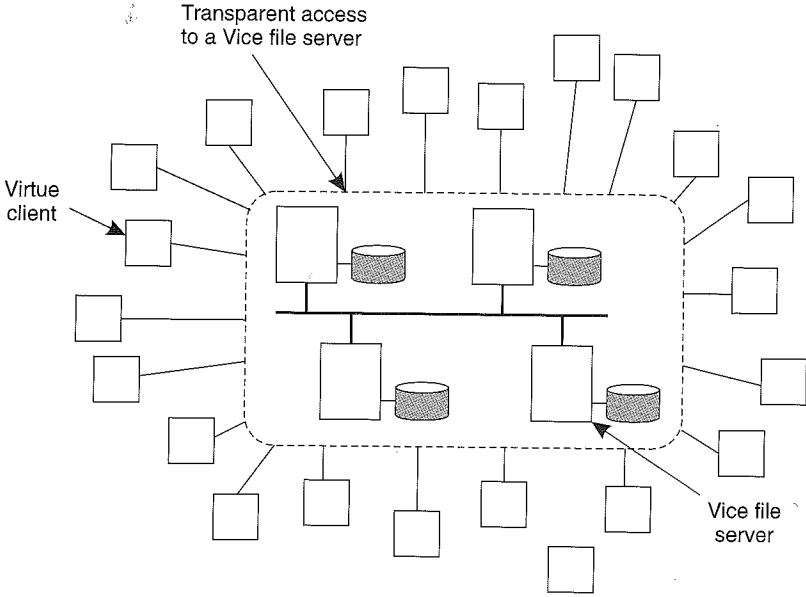 Transparent access
to a Vice file server
Virtue
client
Vice file
server